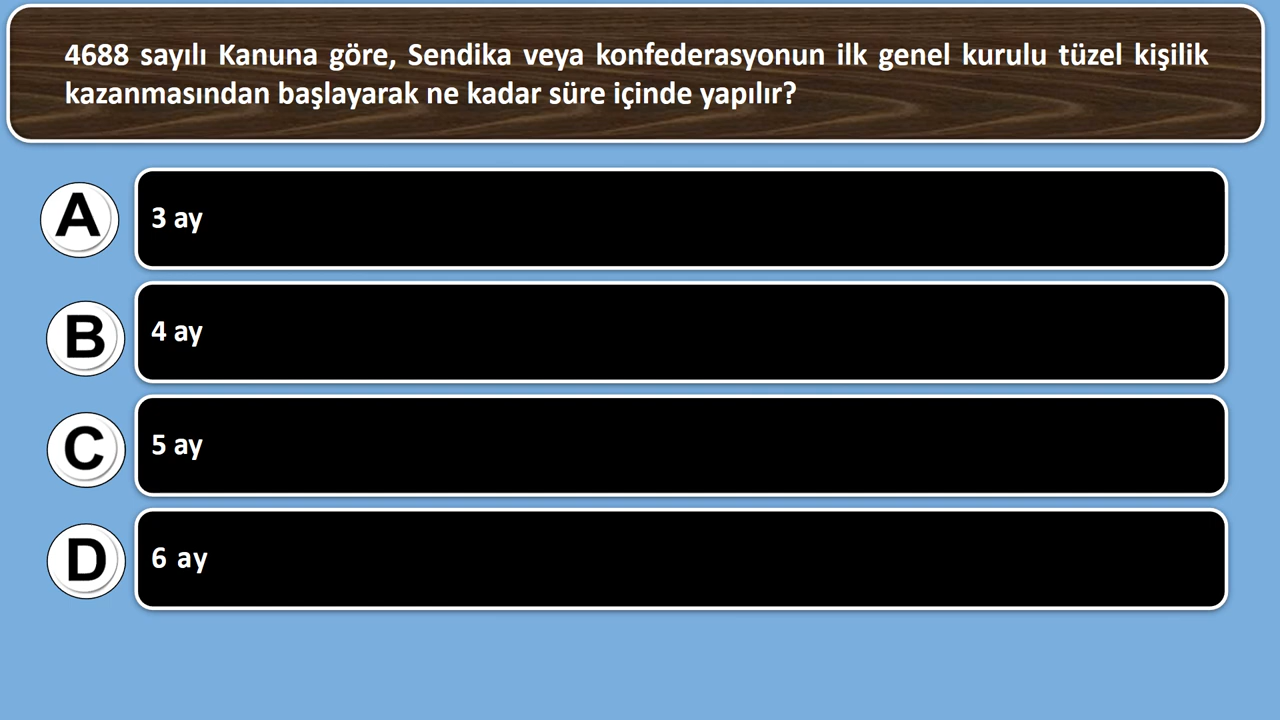 4688 sayılı Kanuna göre, Sendika veya konfederasyonun ilk genel kurulu tüzel kişilik
kazanmasından başlayarak ne kadar süre içinde yapılır?
A 3 ay
B 4 ay
C 5 ay
D 6 ay